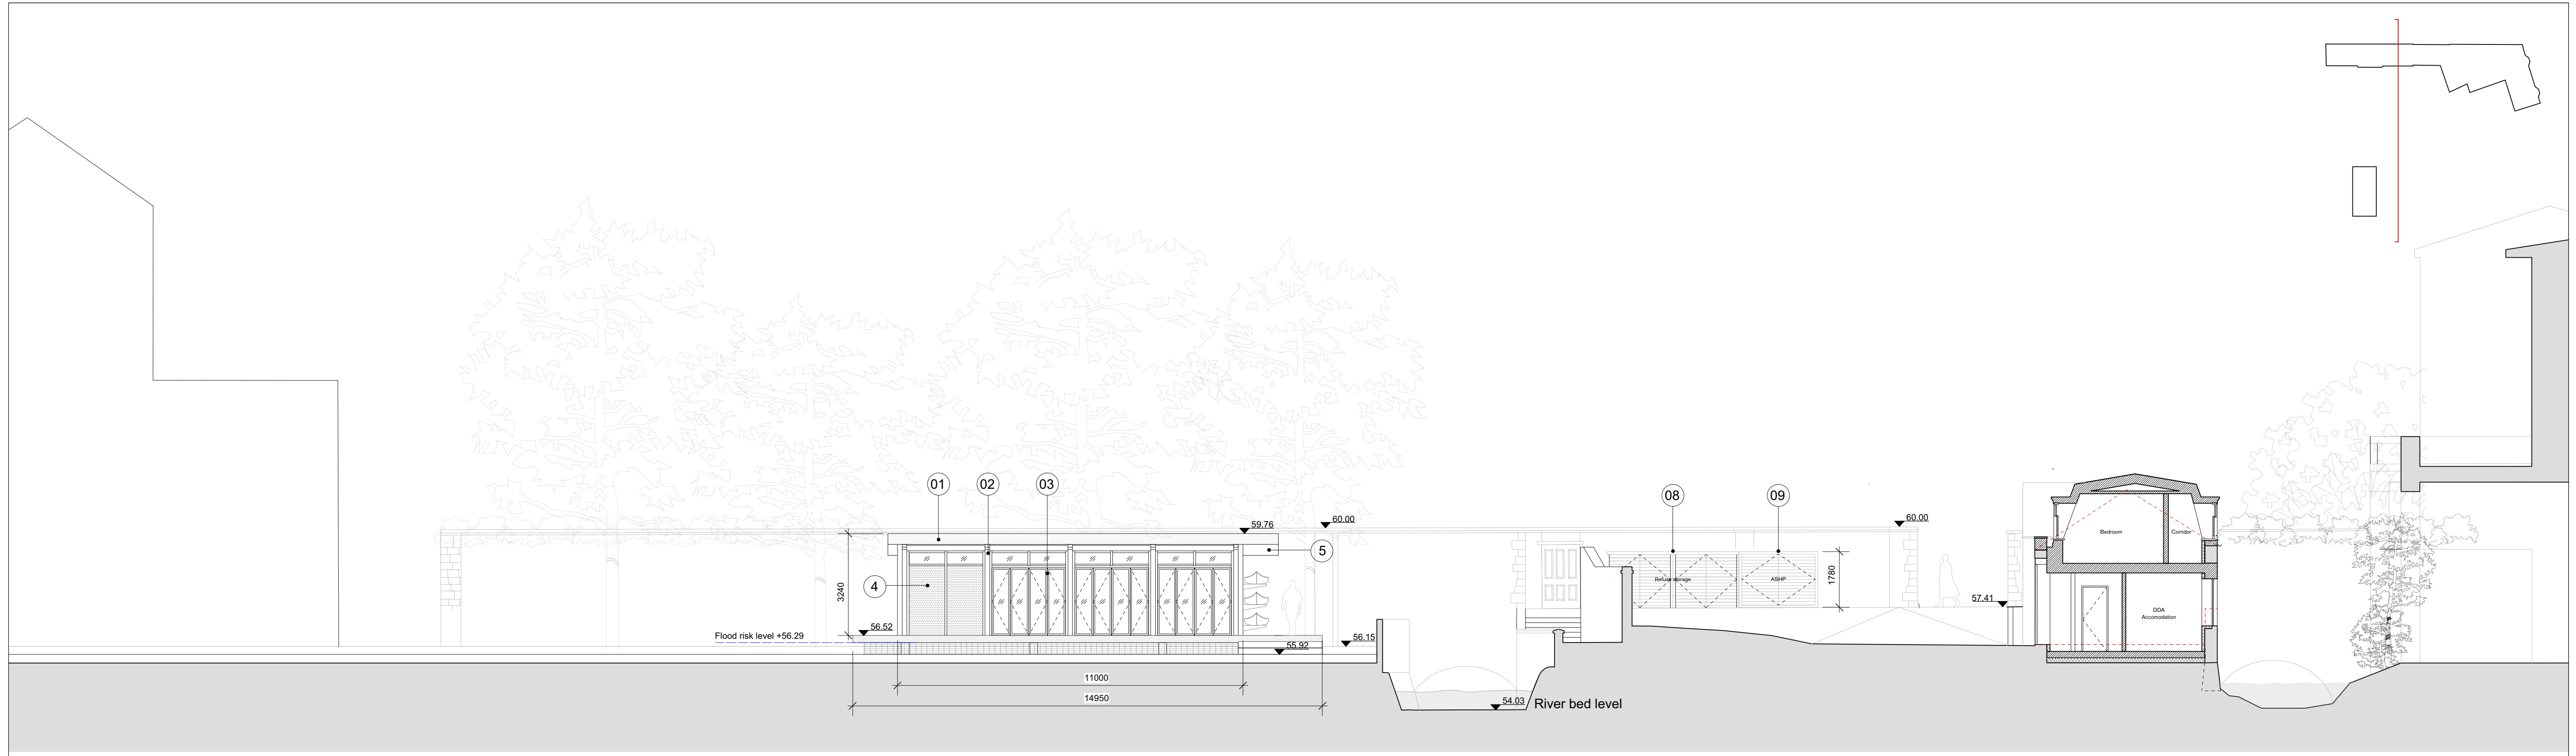 01
02
03
08
09
59.76
60.00
60.00
5
4
3240
Refuse storage
ASHP
1780
Bedroom
Corridor
57.41
DDA
Accomodation
56.52
Flood risk level +56.29
56.15
55.92
11000
14950
54.03
River bed level